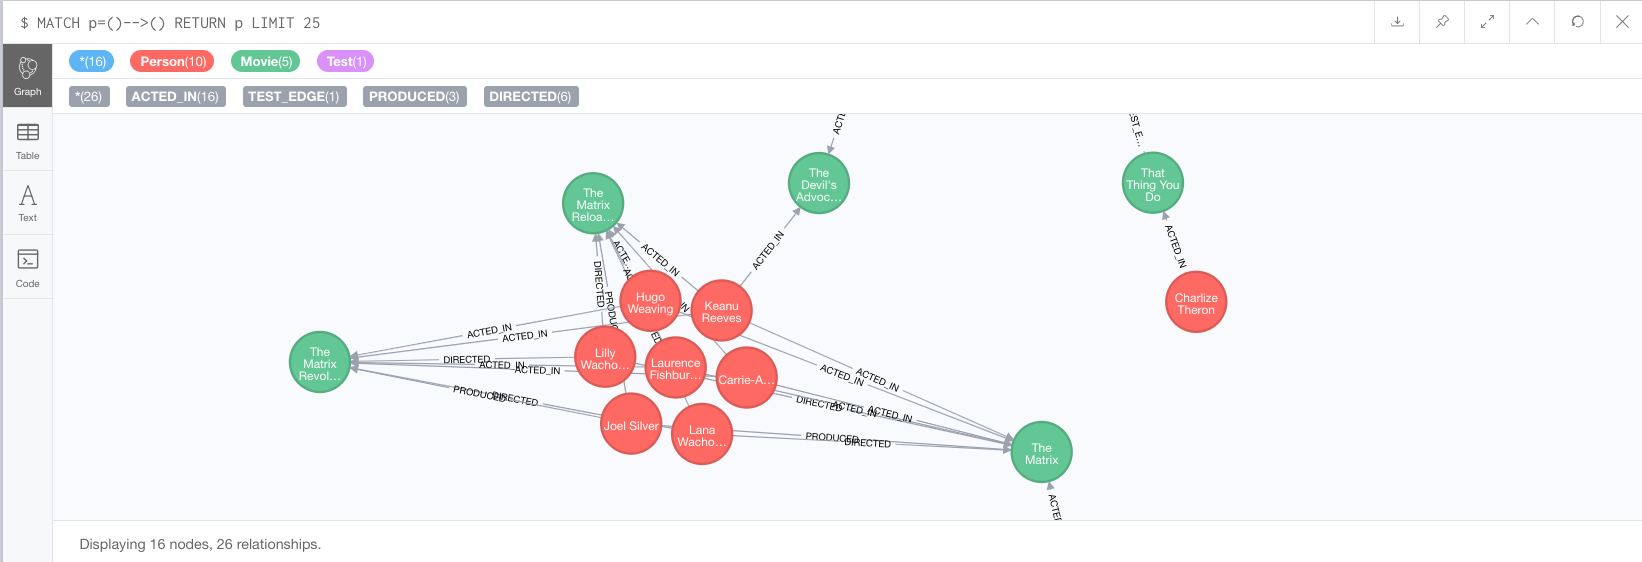 $ MATCH p=()-->() RETURN p LIMIT 25
*(16) Person(10) Movie(5) Test(1)
*(26) ACTED_IN(16) TEST_EDGE(1) PRODUCED(3) DIRECTED(6)
Graph
Table
Text
Code
ACTE
ST_E...
The
Devil's
Advoc...
That
Thing You
Do
The
Matrix
Reloa...
ACTED_IN
ACTED_IN
ACTE...
ACTED_IN
DIRECTED
PRODUC
Hugo
Weaving
Keanu
Reeves
Charlize
Theron
ACTED_IN
ACTED_IN
The
Matrix
Revol...
DIRECTED
ACTED_IN
ACTED_IN
Lilly
Wacho...
Laurence
Fishbur...
Carrie-A...
ACTED_IN
ACTED_IN
PRODUCED
DIRECTED
DIRECTED
ACTED_IN
ACTED_IN
Joel Silver
Lana
Wacho...
PRODUCED
DIRECTED
The
Matrix
ACTE
Displaying 16 nodes, 26 relationships.